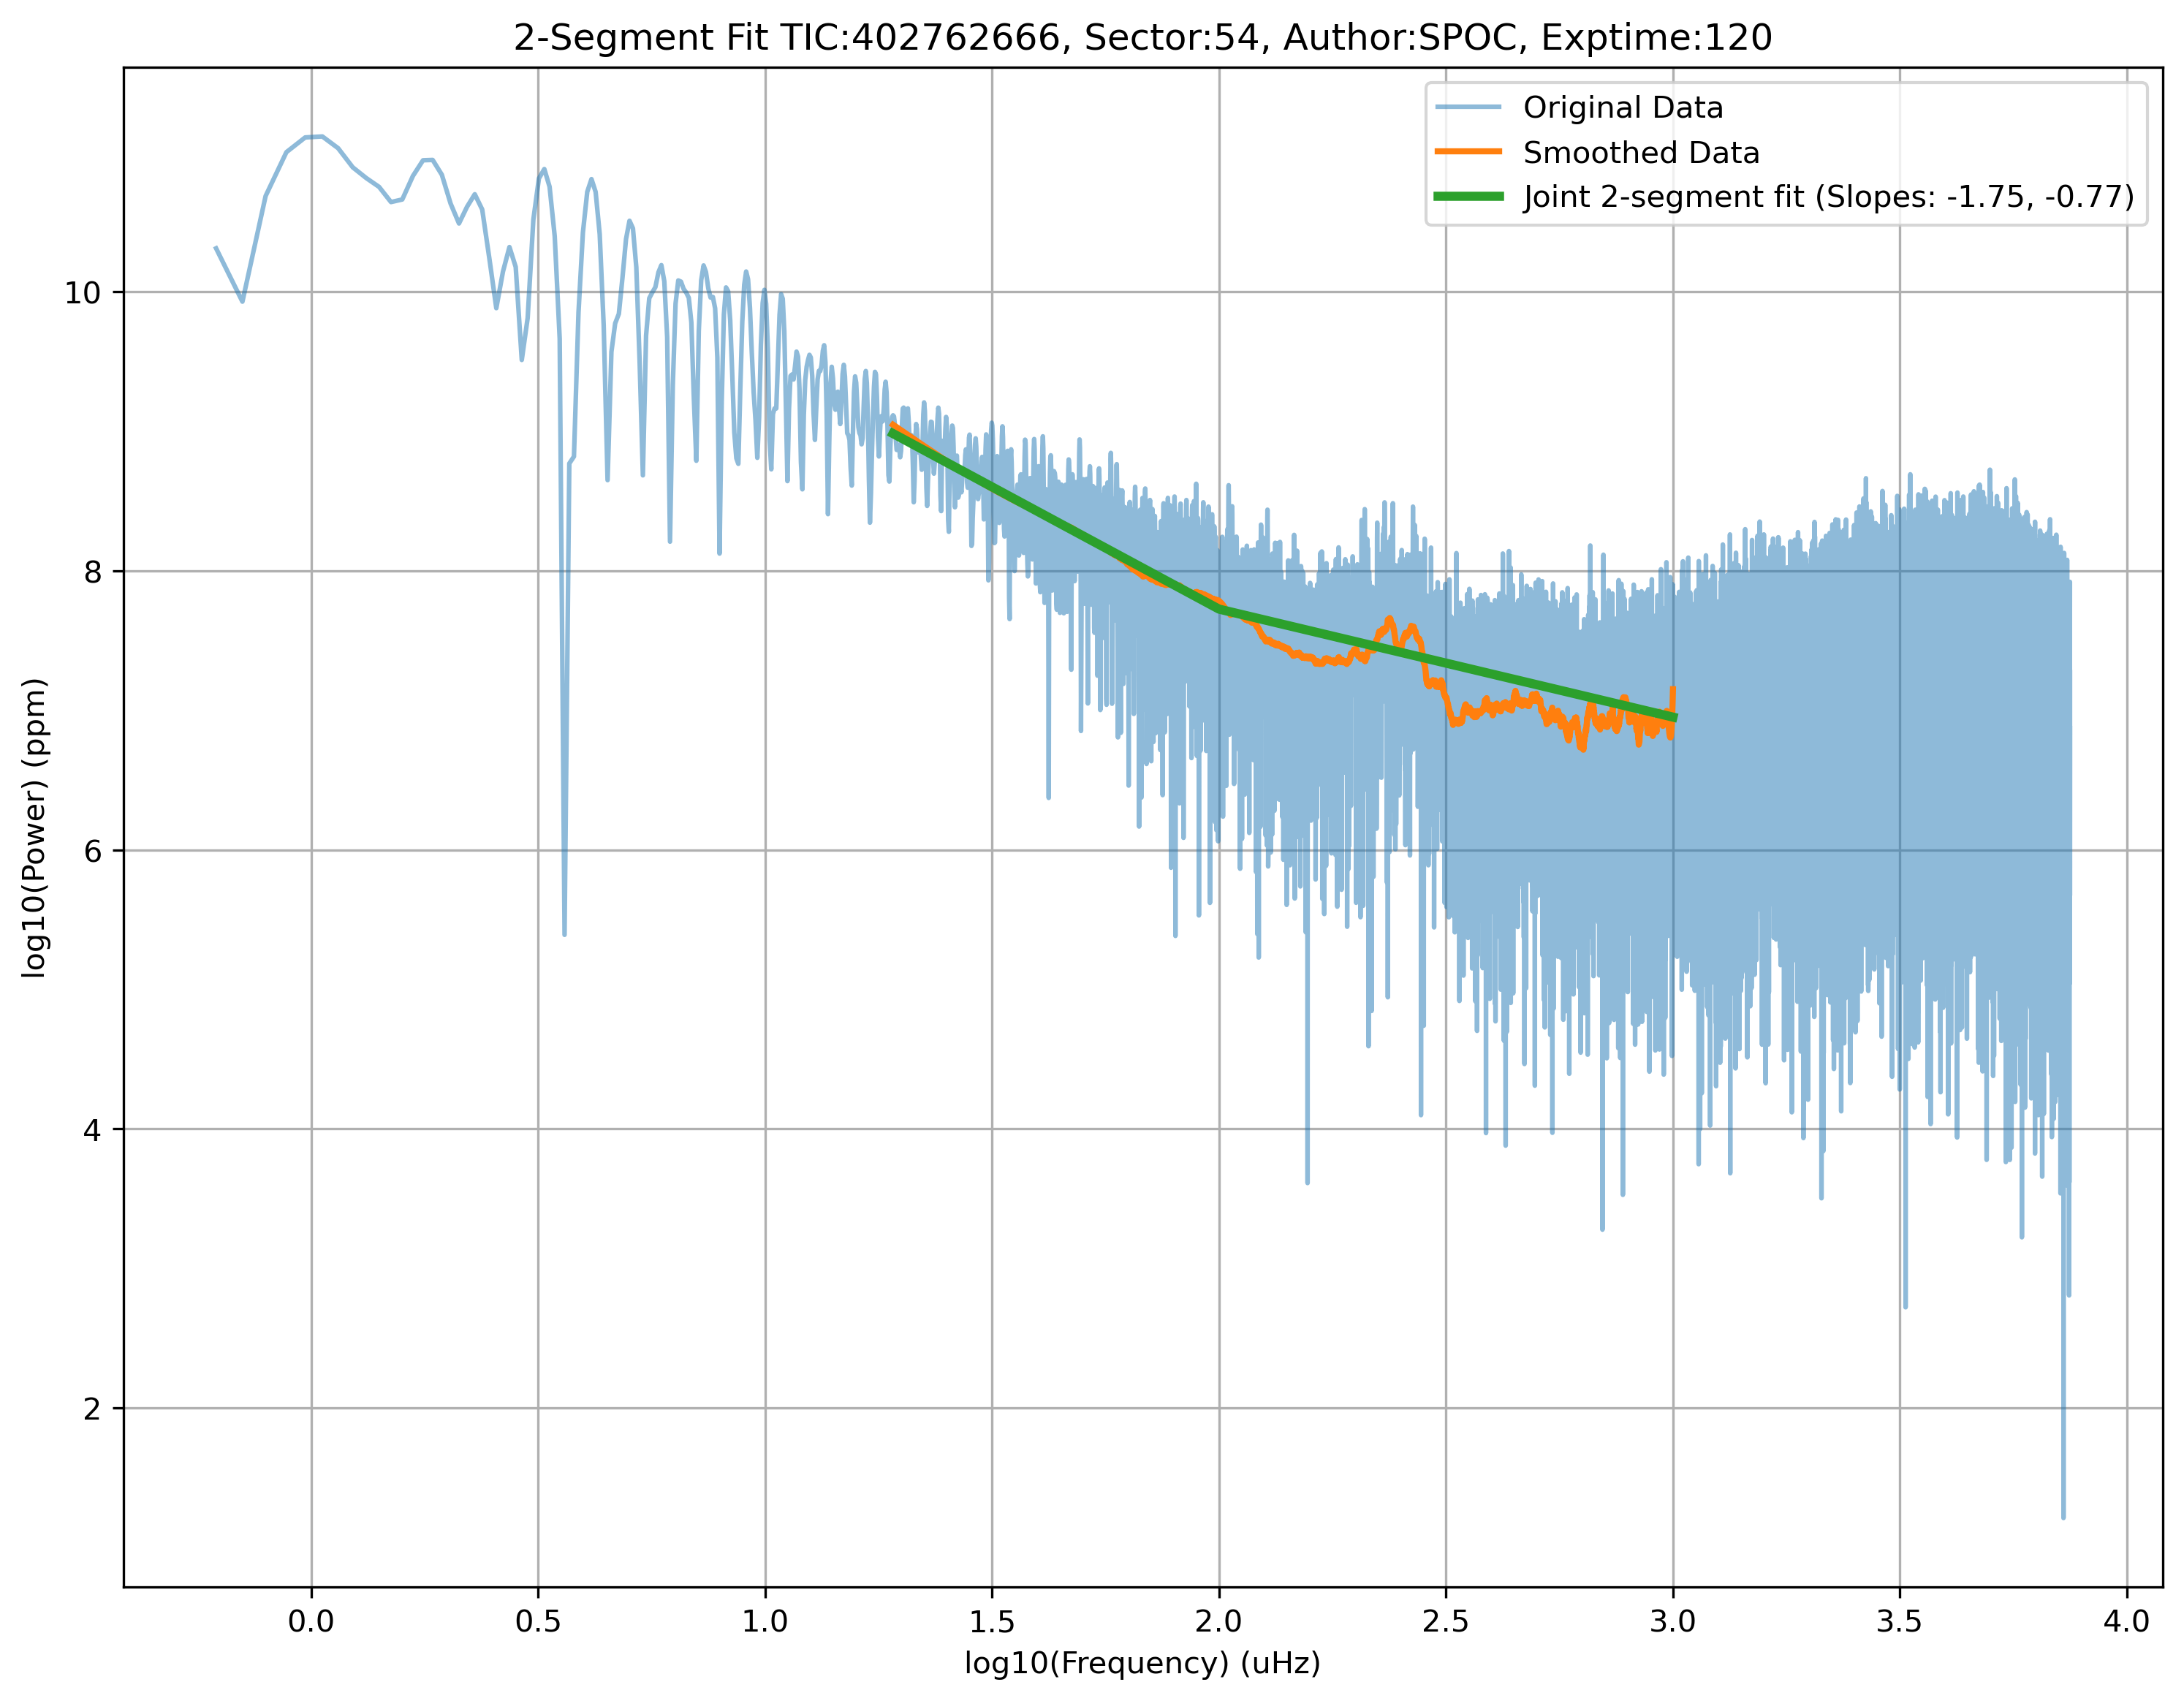 2-Segment Fit TIC:402762666, Sector:54, Author:SPOC, Exptime:120
Original Data
Smoothed Data
Joint 2-segment fit (Slopes: -1.75, -0.77)
log10(Power) (ppm)
10
8
6
4
2
0.0 0.5 1.0 1.5 2.0 2.5 3.0 3.5 4.0
log10(Frequency) (uHz)